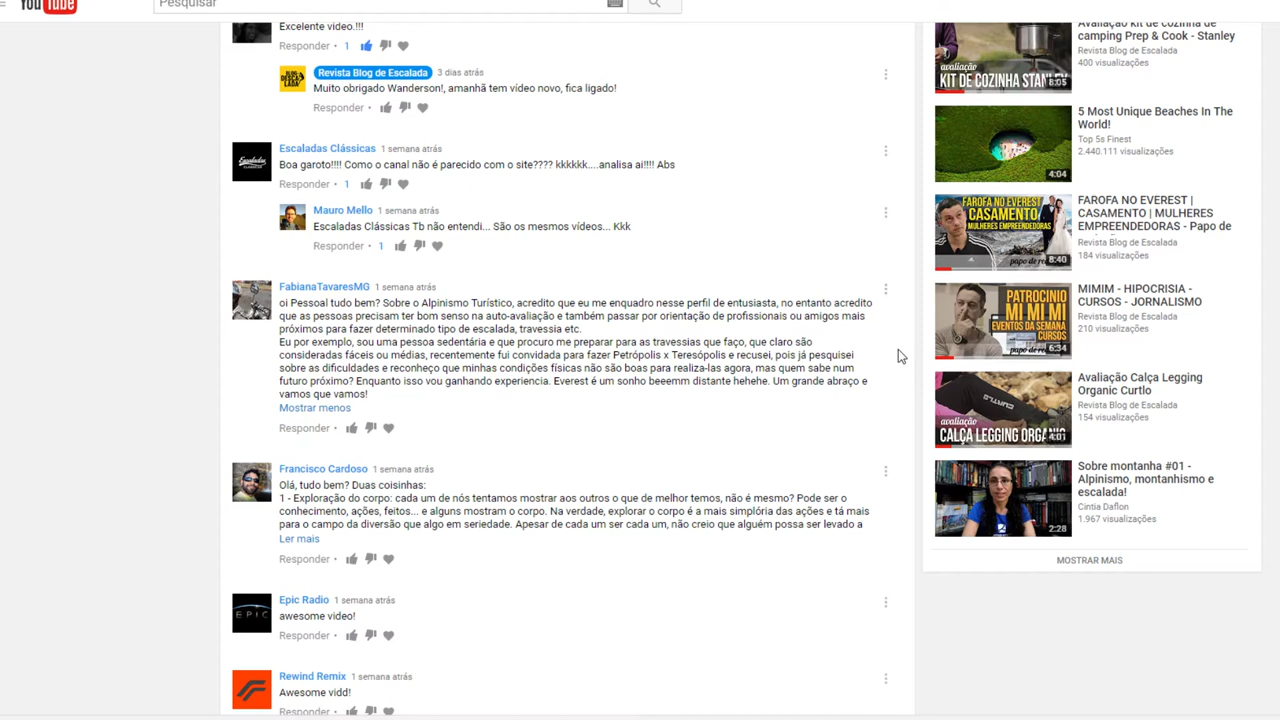 YouTube
Pesquisar
Excelente video.!!!
Responder • 1
Revista Blog de Escalada 3 dias atrás
Muito obrigado Wanderson!, amanhã tem vídeo novo, fica ligado!
Responder •
Escaladas Clássicas 1 semana atrás
Boa garoto!!!! Como o canal não é parecido com o site???? kkkkkk....analisa ai!!!! Abs
Responder • 1
Mauro Mello 1 semana atrás
Escaladas Clássicas Tb não entendi... São os mesmos vídeos... Kkk
Responder • 1
FabianaTavaresMG 1 semana atrás
oi Pessoal tudo bem? Sobre o Alpinismo Turístico, acredito que eu me enquadro nesse perfil de entusiasta, no entanto acredito
que as pessoas precisam ter bom senso na auto-avaliação e também passar por orientação de profissionais ou amigos mais
próximos para fazer determinado tipo de escalada, travessia etc.
Eu por exemplo, sou uma pessoa sedentária e que procuro me preparar para as travessias que faço, que claro são
consideradas fáceis ou médias, recentemente fui convidada para fazer Petrópolis x Teresópolis e recusei, pois já pesquisei
sobre as dificuldades e reconheço que minhas condições físicas não são boas para realiza-las agora, mas quem sabe num
futuro próximo? Enquanto isso vou ganhando experiencia. Everest é um sonho beeemm distante hehehe. Um grande abraço e
vamos que vamos!
Mostrar menos
Responder •
Francisco Cardoso 1 semana atrás
Olá, tudo bem? Duas coisinhas:
1 - Exploração do corpo: cada um de nós tentamos mostrar aos outros o que de melhor temos, não é mesmo? Pode ser o
conhecimento, ações, feitos... e alguns mostram o corpo. Na verdade, explorar o corpo é a mais simplória das ações e tá mais
para o campo da diversão que algo em seriedade. Apesar de cada um ser cada um, não creio que alguém possa ser levado a
Ler mais
Responder •
EPIC
Epic Radio 1 semana atrás
awesome video!
Responder •
Rewind Remix 1 semana atrás
Awesome vidd!
Responder •
Avaliação kit de cozinha de
camping Prep & Cook - Stanley
Revista Blog de Escalada
400 visualizações
avaliação
KIT DE COZINHA STANLEY
8:05
5 Most Unique Beaches In The
World!
Top 5s Finest
2.440.111 visualizações
4:04
FAROFA NO EVEREST |
CASAMENTO | MULHERES
EMPREENDEDORAS - Papo de
Revista Blog de Escalada
184 visualizações
FAROFA NO EVEREST
CASAMENTO
MULHERES
EMPREENDEDORAS
8:40
MIMIM - HIPOCRISIA -
CURSOS - JORNALISMO
Revista Blog de Escalada
210 visualizações
PATROCINIO
MI MI MI
EVENTOS DA SEMANA
CURSOS
6:34
Avaliação Calça Legging
Organic Curtlo
Revista Blog de Escalada
154 visualizações
CURTLO
avaliação
CALÇA LEGGING ORGANIC
4:01
Sobre montanha #01 -
Alpinismo, montanhismo e
escalada!
Cintia Daflon
1.967 visualizações
2:28
MOSTRAR MAIS